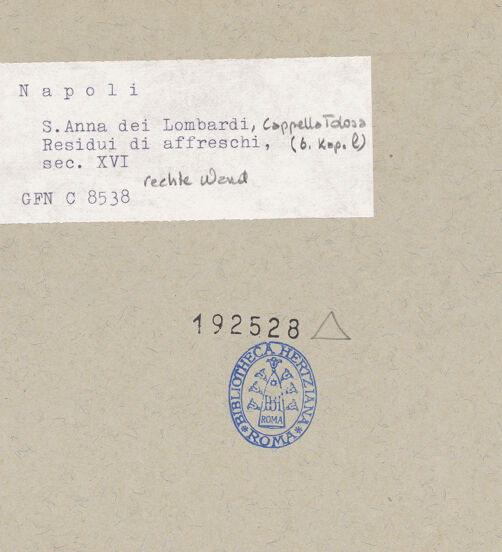 Napoli
S.Anna dei Lombardi, Cappella Tolosa
Residui di affreschi, (6. Kap. l)
sec. XVI
rechte Wand
GFN C 8538
192528
BIBLIOTHECA HERTZIANA
ROMA
*ROMA*